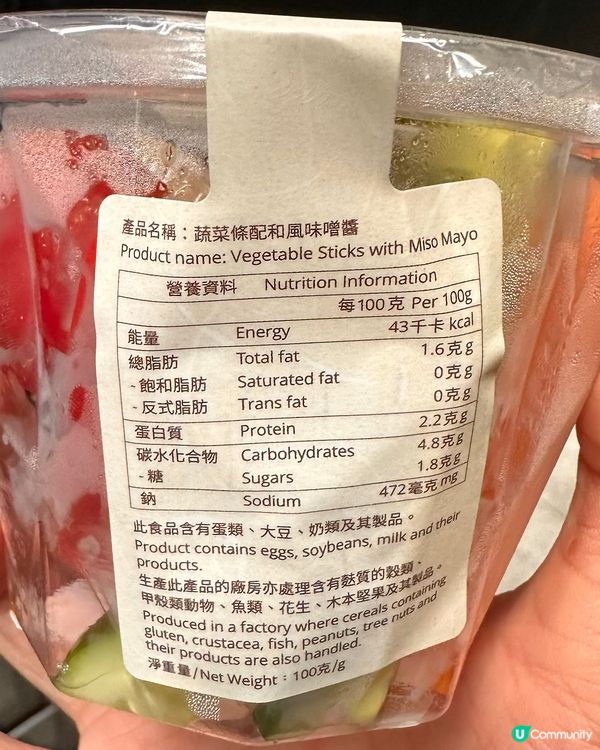 產品名稱：蔬菜條配和風味噌醬
Product name: Vegetable Sticks with Miso Mayo
營養資料 Nutrition Information
每100克 Per 100g
能量 Energy 43千卡 kcal
總脂肪 Total fat 1.6克 g
- 飽和脂肪 Saturated fat 0克 g
- 反式脂肪 Trans fat 0克 g
蛋白質 Protein 2.2克 g
碳水化合物 Carbohydrates 4.8克 g
- 糖 Sugars 1.8克 g
鈉 Sodium 472毫克 mg
此食品含有蛋類、大豆、奶類及其製品。
Product contains eggs, soybeans, milk and their
products.
生產此產品的廠房亦處理含有麩質的穀類、
甲殼類動物、魚類、花生、木本堅果及其製品。
Produced in a factory where cereals containing
gluten, crustacea, fish, peanuts, tree nuts and
their products are also handled.
淨重量/Net Weight：100克/g
U Community